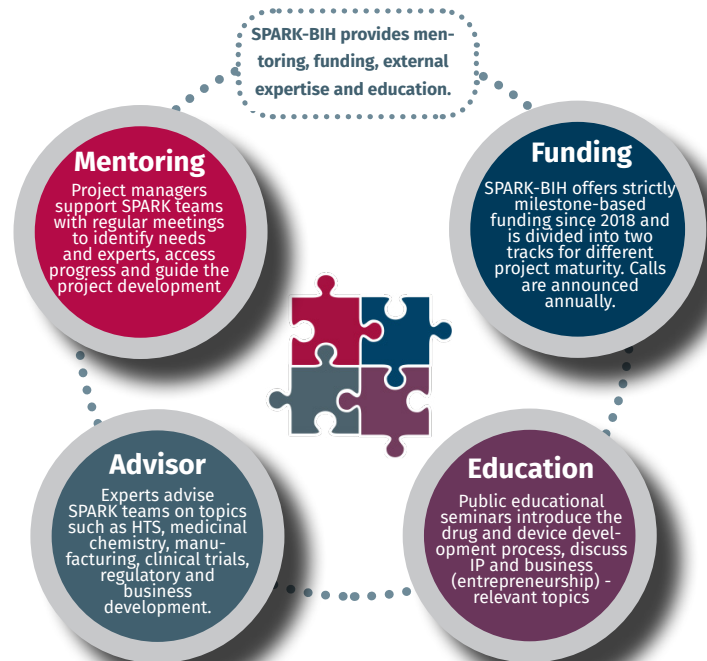 SPARK-BIH provides men-
toring, funding, external
expertise and education.
Mentoring
Project managers
support SPARK teams
with regular meetings
to identify needs
and experts, access
progress and guide the
project development
Funding
SPARK-BIH offers strictly
milestone-based
funding since 2018 and
is divided into two
tracks for different
project maturity. Calls
are announced
annually.
Advisor
Experts advise
SPARK teams on topics
such as HTS, medicinal
chemistry, manu-
facturing, clinical trials,
regulatory and
business
development.
Education
Public educational
seminars introduce the
drug and device devel-
opment process, discuss
IP and business
(entrepreneurship) -
relevant topics